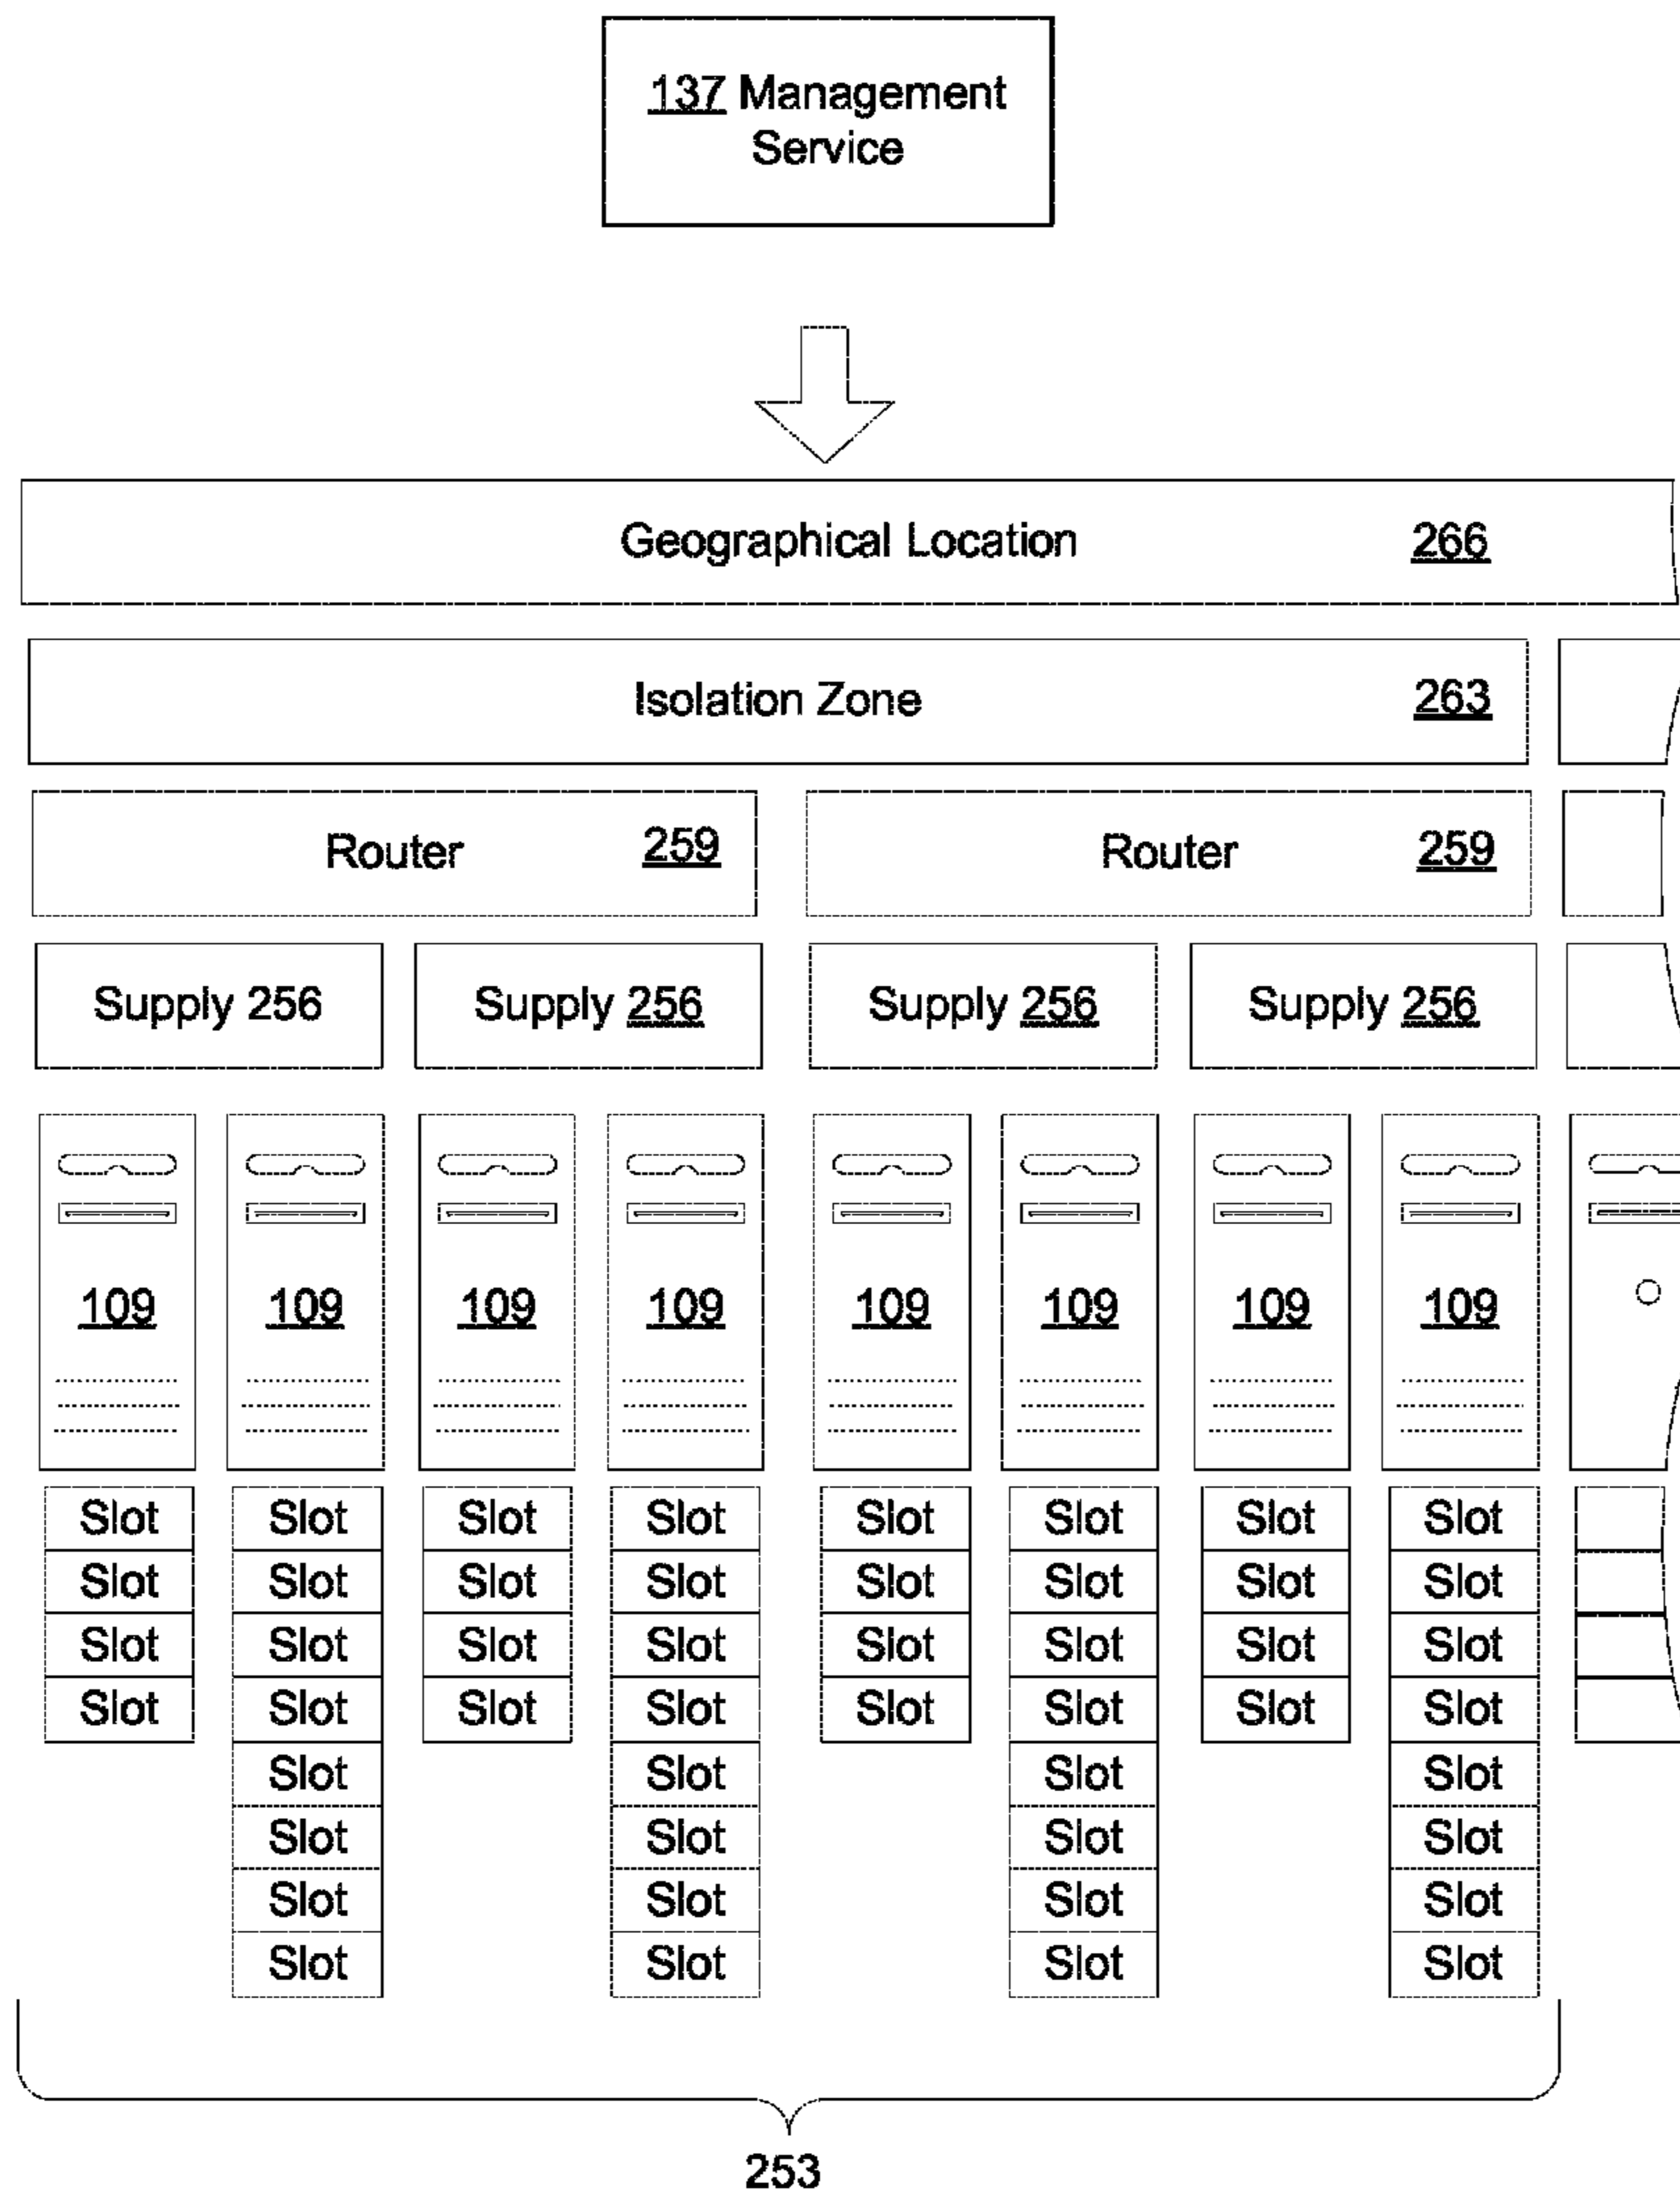 137 Management
Service
Geographical Location 266
Isolation Zone 263
Router 259 Router 259
Supply 256 Supply 256 Supply 256 Supply 256
109 109 109 109 109 109 109 109
Slot Slot Slot Slot Slot Slot Slot Slot
Slot Slot Slot Slot Slot Slot Slot Slot
Slot Slot Slot Slot Slot Slot Slot Slot
Slot Slot Slot Slot Slot Slot Slot Slot
Slot Slot Slot Slot
Slot Slot Slot Slot
Slot Slot Slot Slot
Slot Slot Slot Slot
253